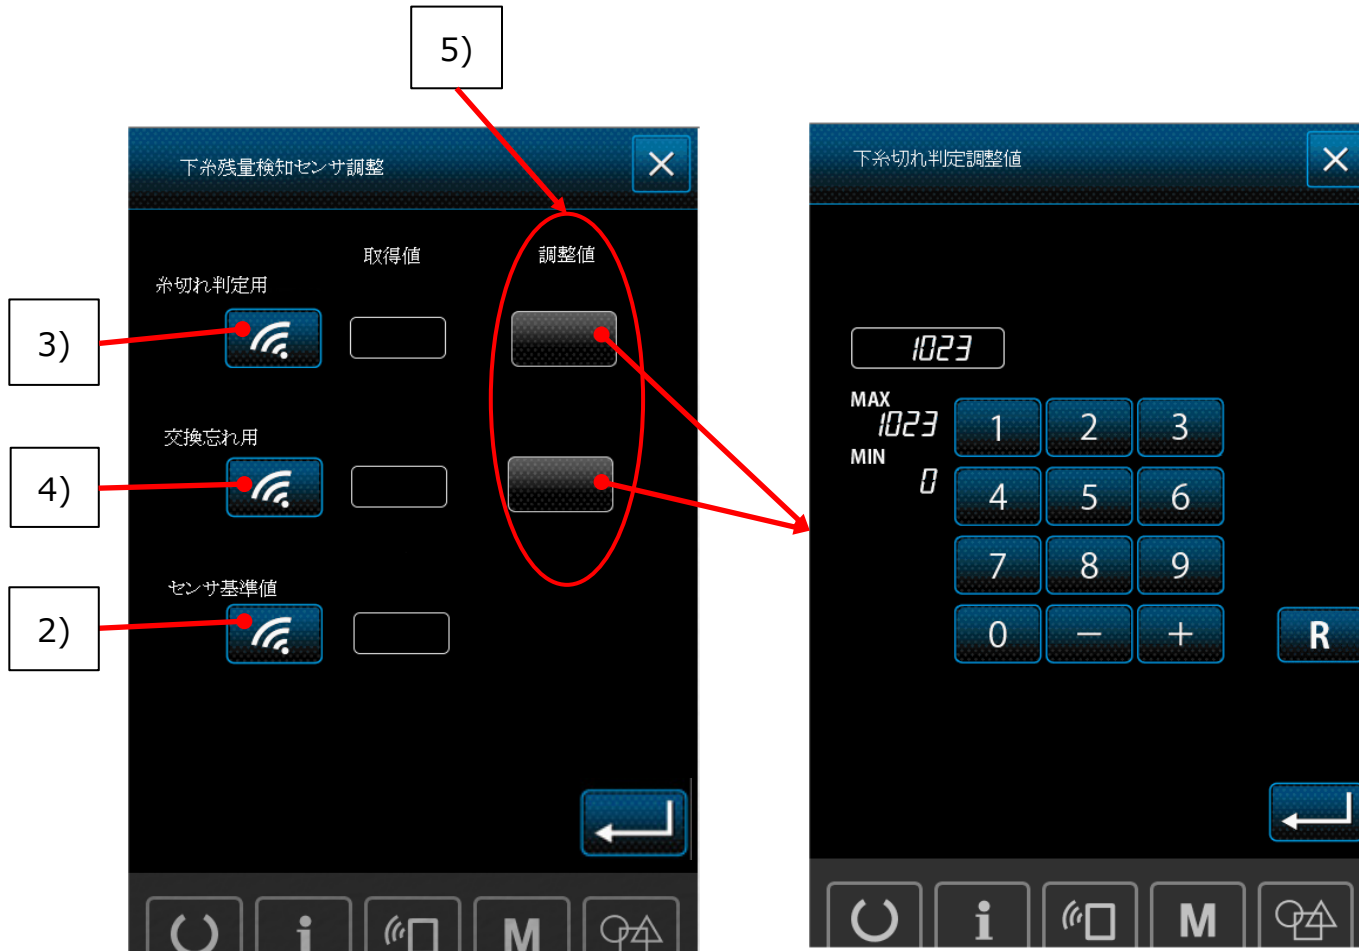 5)
下糸残量検知センサ調整
取得値
調整値
糸切れ判定用
3)
交換忘れ用
4)
センサ基準値
2)
下糸切れ判定調整値
1023
MAX
1023
1 2 3
MIN
0
4 5 6
7 8 9
0 − +
R
i
M
i
M